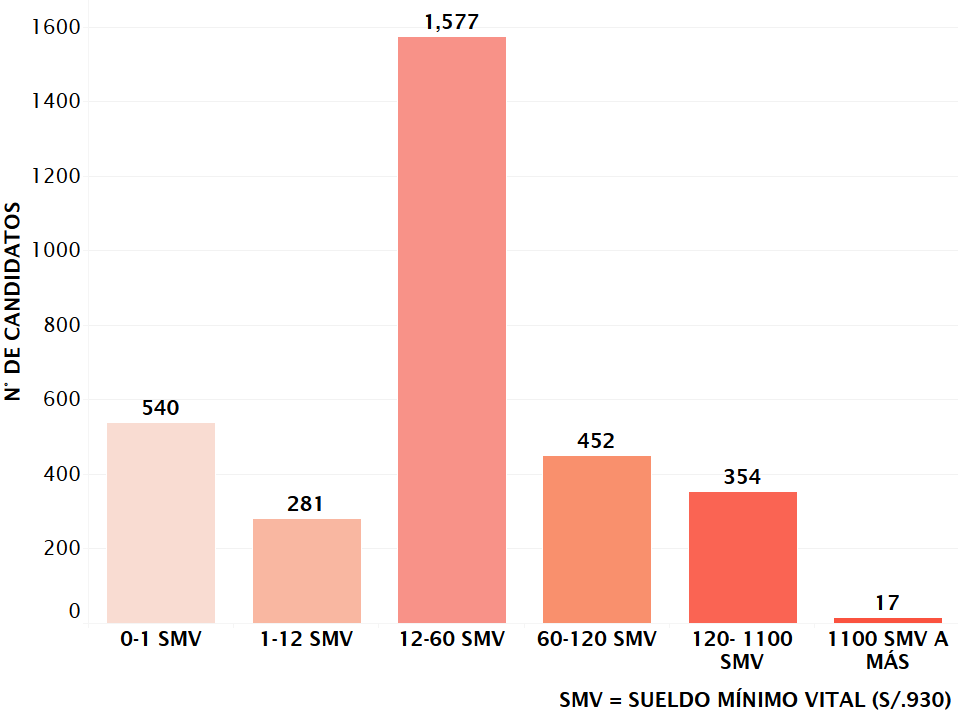 1600
1400
1200
1000
800
600
400
200
0
N° DE CANDIDATOS
540
281
1,577
452
354
17
0-1 SMV
1-12 SMV
12-60 SMV
60-120 SMV
120- 1100
SMV
1100 SMV A
MÁS
SMV = SUELDO MÍNIMO VITAL (S/.930)